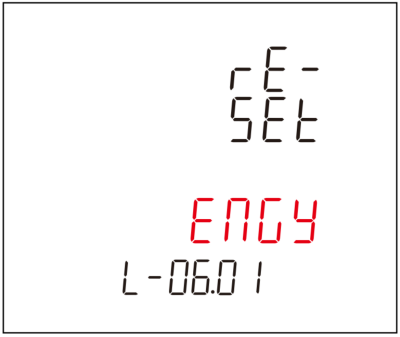 rE-
SEt
ENGY
L-06.01